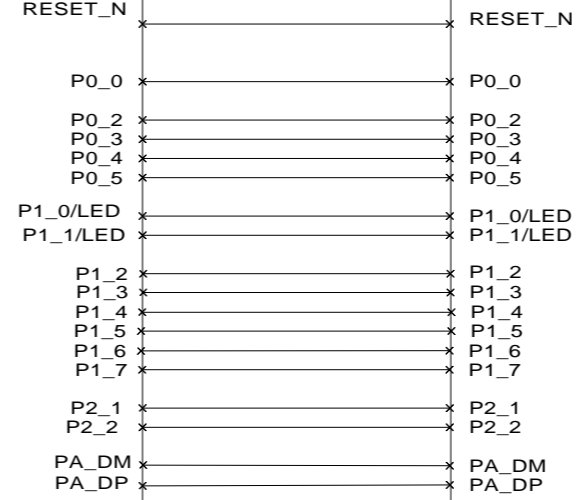 RESET_N RESET_N
P0_0 P0_0
P0_2 P0_2
P0_3 P0_3
P0_4 P0_4
P0_5 P0_5
P1_0/LED P1_0/LED
P1_1/LED P1_1/LED
P1_2 P1_2
P1_3 P1_3
P1_4 P1_4
P1_5 P1_5
P1_6 P1_6
P1_7 P1_7
P2_1 P2_1
P2_2 P2_2
PA_DM PA_DM
PA_DP PA_DP